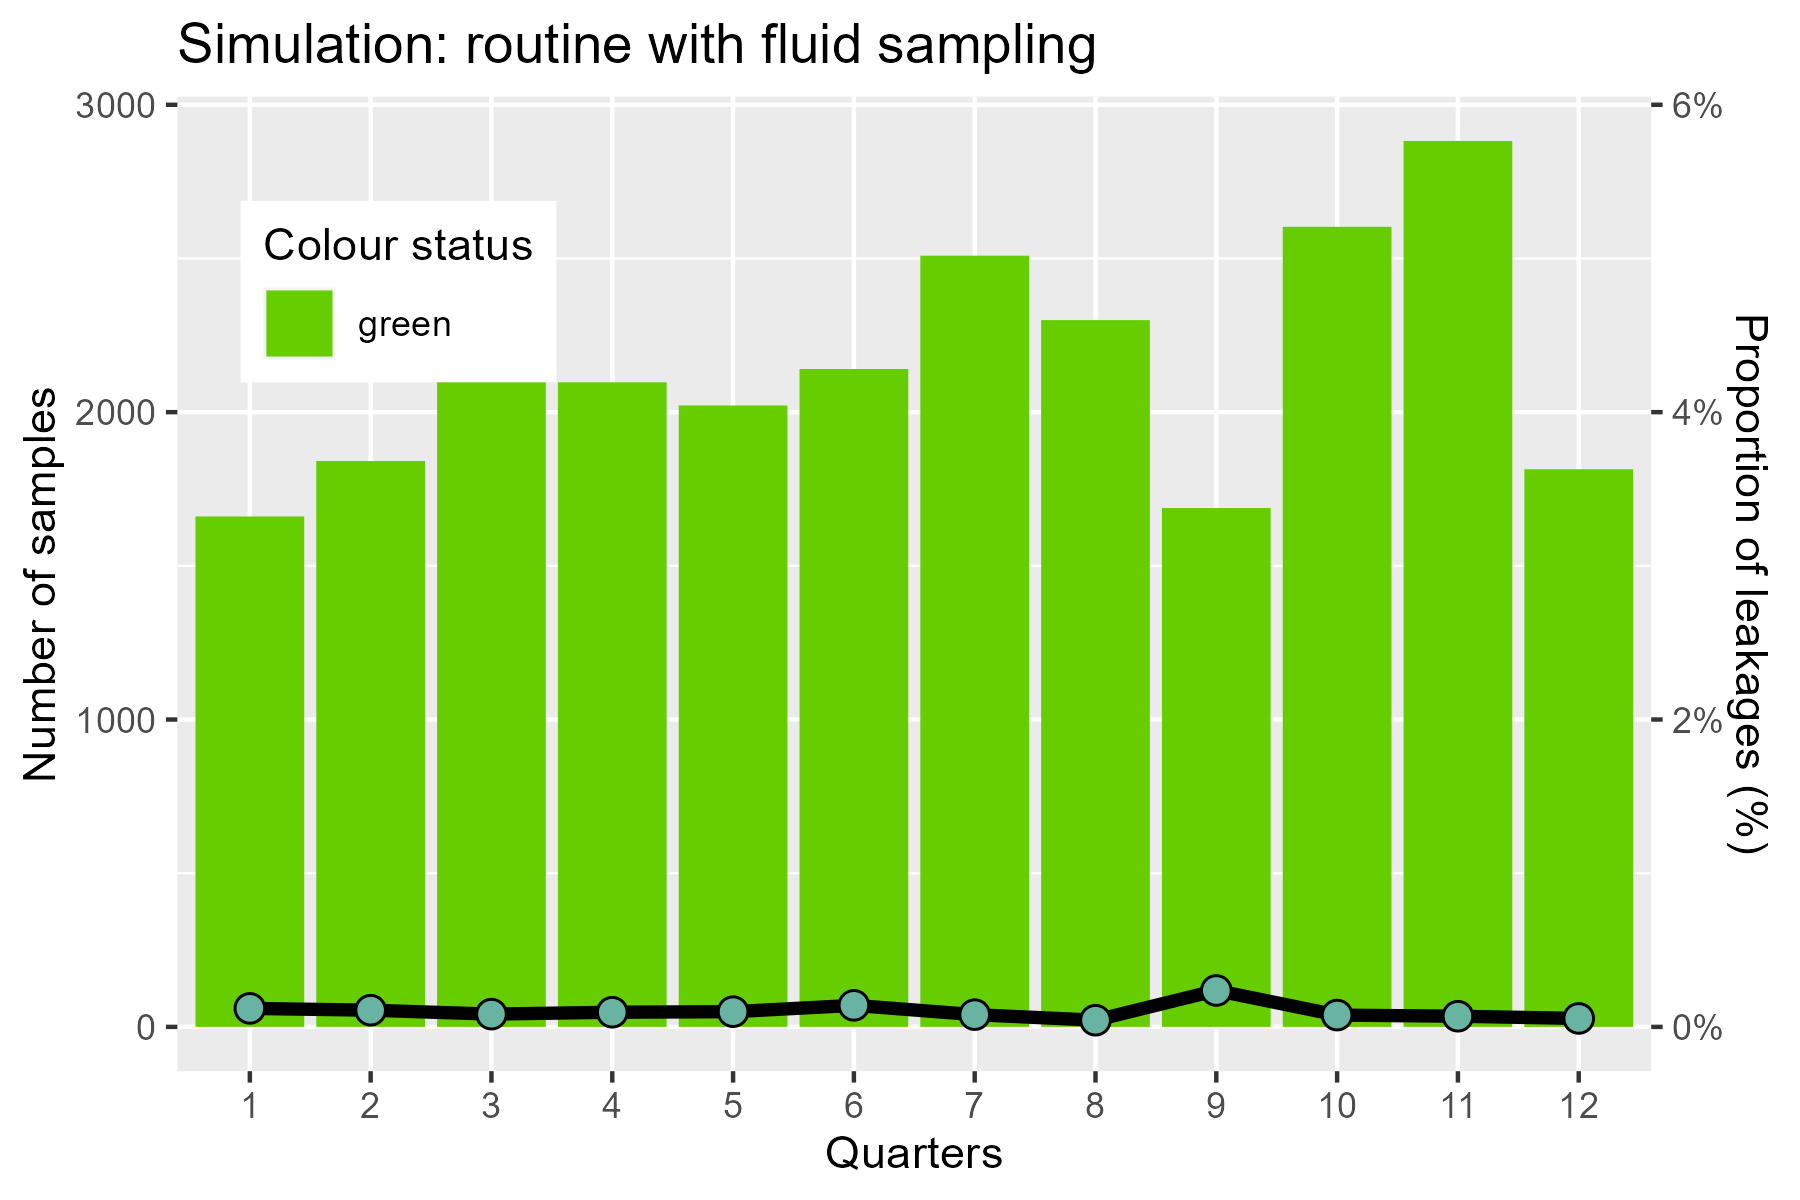 Simulation: routine with fluid sampling
3000
2000
1000
0
Number of samples
Colour status
green
6%
4%
2%
0%
Proportion of leakages (%)
1 2 3 4 5 6 7 8 9 10 11 12
Quarters